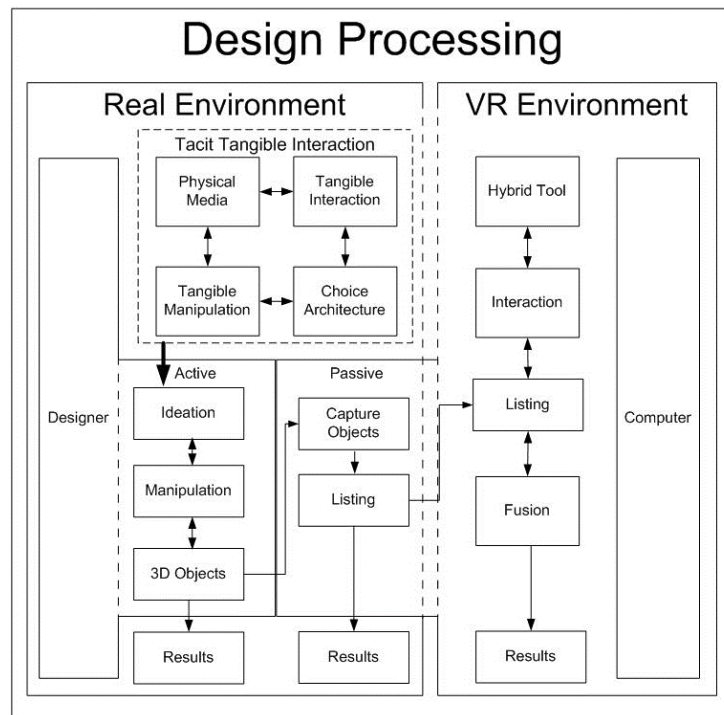 Design Processing
Real Environment
VR Environment
Tacit Tangible Interaction
Physical
Media
Tangible
Interaction
Tangible
Manipulation
Choice
Architecture
Designer
Active
Ideation
Manipulation
3D Objects
Results
Passive
Capture
Objects
Listing
Results
Hybrid Tool
Interaction
Listing
Fusion
Results
Computer